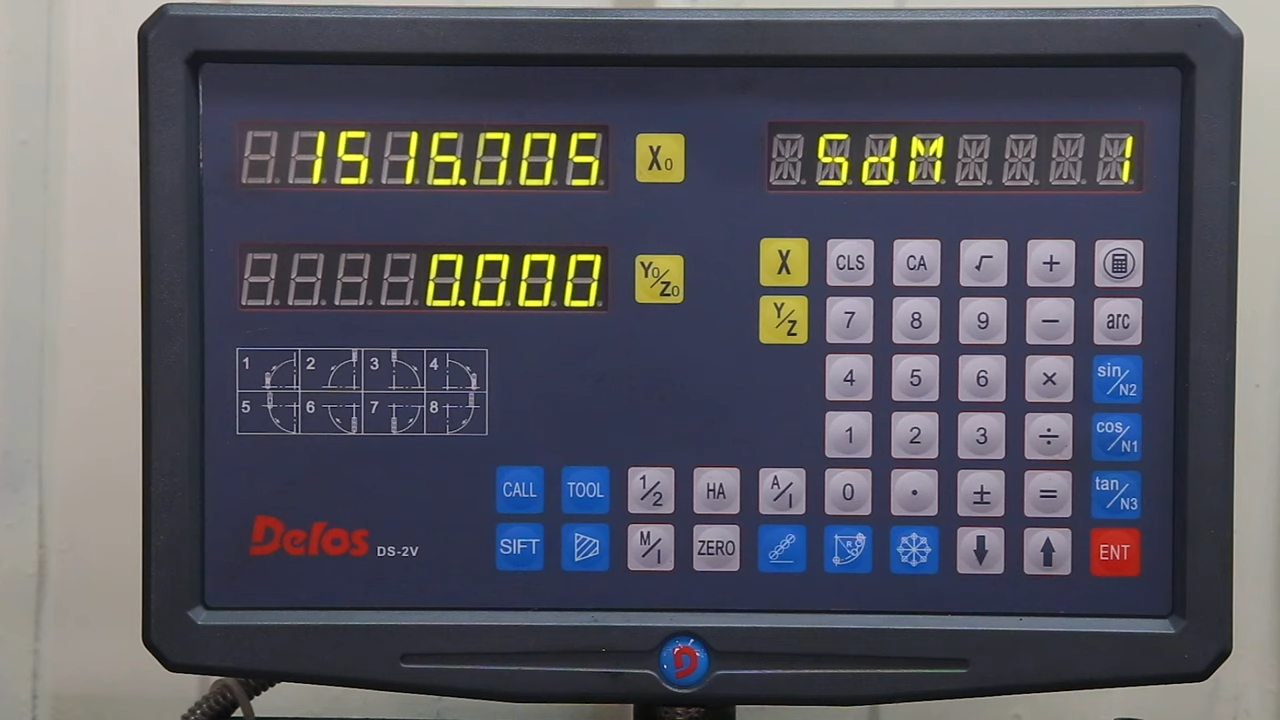 1516.705 X0 SdM 1
0.000 Y0/Z0
X CLS CA √ +
Y/Z 7 8 9 − arc
4 5 6 × sin/N2
1 2 3 4
5 6 7 8
1 2 3 ÷ cos/N1
CALL TOOL 1/2 HA A/I 0 · ± = tan/N3
Delos DS-2V
SIFT M/I ZERO R ENT
D